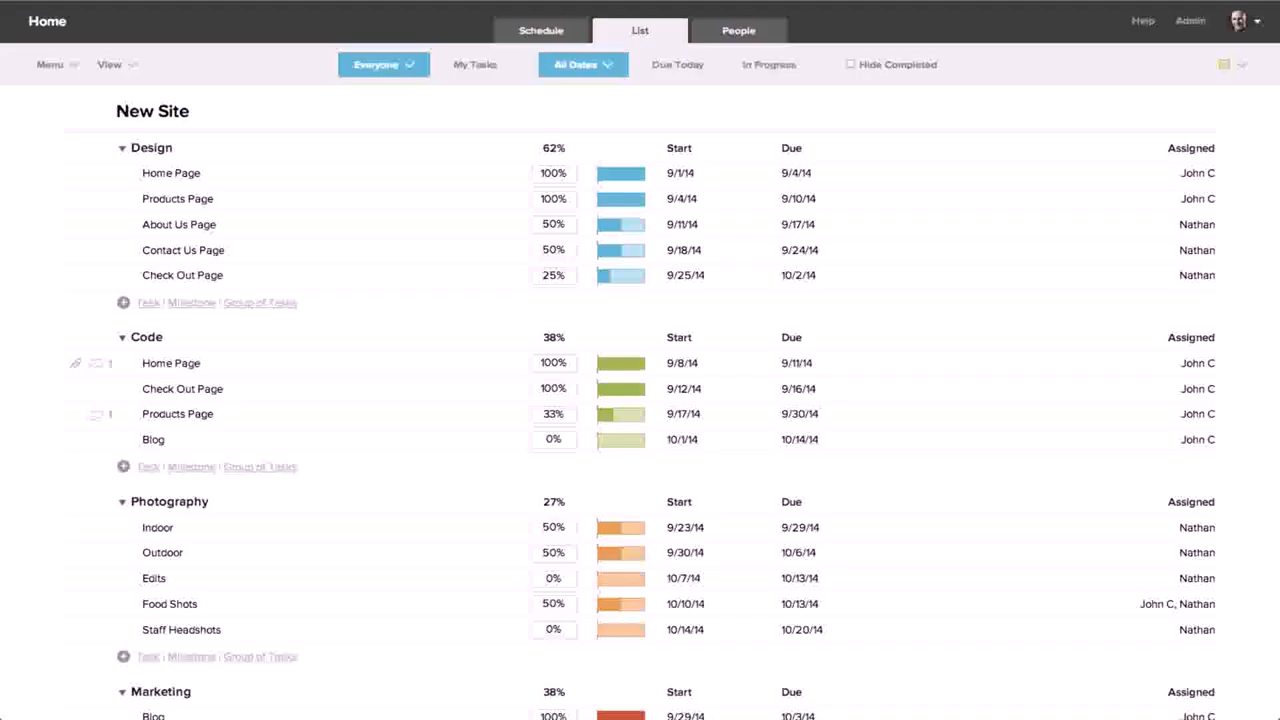 Home Help Admin
Schedule List People
Menu View Everyone My Tasks All Dates Due Today In Progress Hide Completed
New Site
Design 62% Start Due Assigned
Home Page 100% 9/1/14 9/4/14 John C
Products Page 100% 9/4/14 9/10/14 John C
About Us Page 50% 9/11/14 9/17/14 Nathan
Contact Us Page 50% 9/18/14 9/24/14 Nathan
Check Out Page 25% 9/25/14 10/2/14 Nathan
Task | Milestone | Group of Tasks
Code 38% Start Due Assigned
1 Home Page 100% 9/8/14 9/11/14 John C
Check Out Page 100% 9/12/14 9/16/14 John C
1 Products Page 33% 9/17/14 9/30/14 John C
Blog 0% 10/1/14 10/14/14 John C
Task | Milestone | Group of Tasks
Photography 27% Start Due Assigned
Indoor 50% 9/23/14 9/29/14 Nathan
Outdoor 50% 9/30/14 10/6/14 Nathan
Edits 0% 10/7/14 10/13/14 Nathan
Food Shots 50% 10/10/14 10/13/14 John C, Nathan
Staff Headshots 0% 10/14/14 10/20/14 Nathan
Task | Milestone | Group of Tasks
Marketing 38% Start Due Assigned
Blog 100% 9/29/14 10/3/14 John C